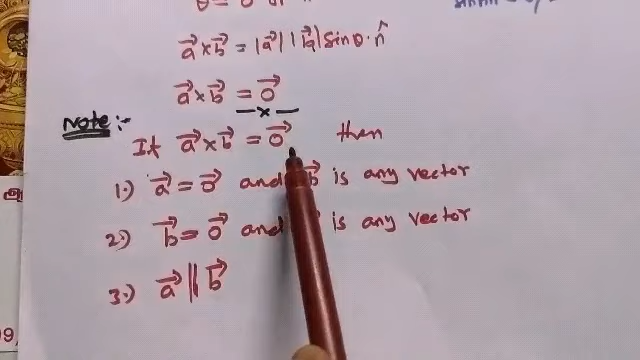 a⃗ × b⃗ = |a⃗| |b⃗| sinθ · n̂
a⃗ × b⃗ = 0⃗
Note :-
If a⃗ × b⃗ = 0⃗ then
1.) a⃗ = 0⃗ and b⃗ is any vector
2.) b⃗ = 0⃗ and is any vector
3.) a⃗ || b⃗